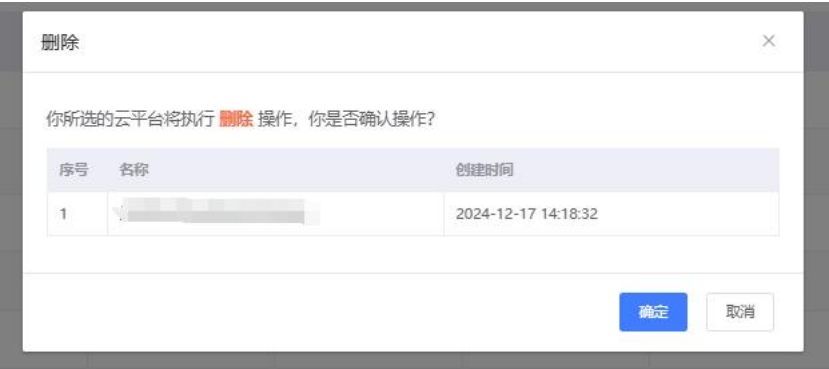 删除
你所选的云平台将执行 删除 操作，你是否确认操作？
序号 名称 创建时间
1 2024-12-17 14:18:32
确定 取消